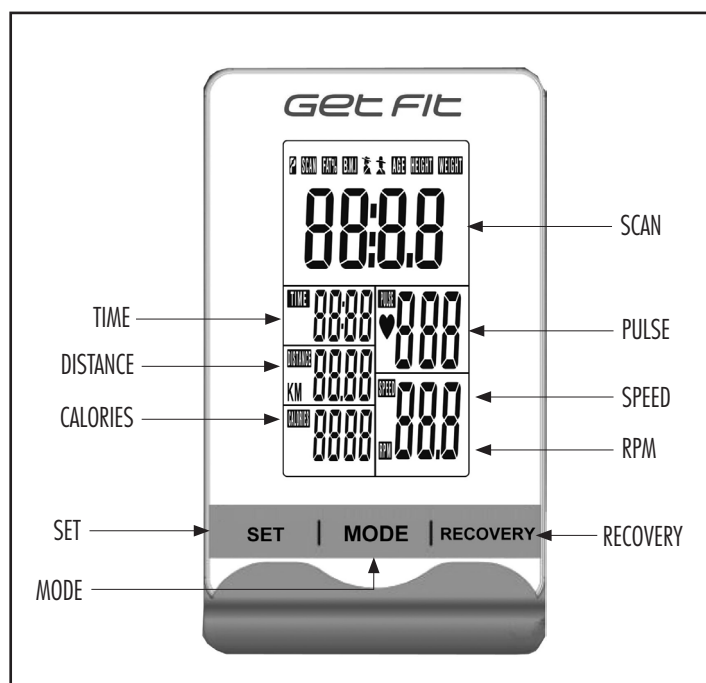 GET FIT
SCAN FAT% B.M.I AGE HEIGHT WEIGHT
88:8.8
SCAN
TIME
88:88
PULSE
888
TIME
PULSE
DISTANCE
KM
88.88
DISTANCE
SPEED
RPM
88.8
SPEED
CALORIES
8888
CALORIES
RPM
SET
SET | MODE | RECOVERY
RECOVERY
MODE